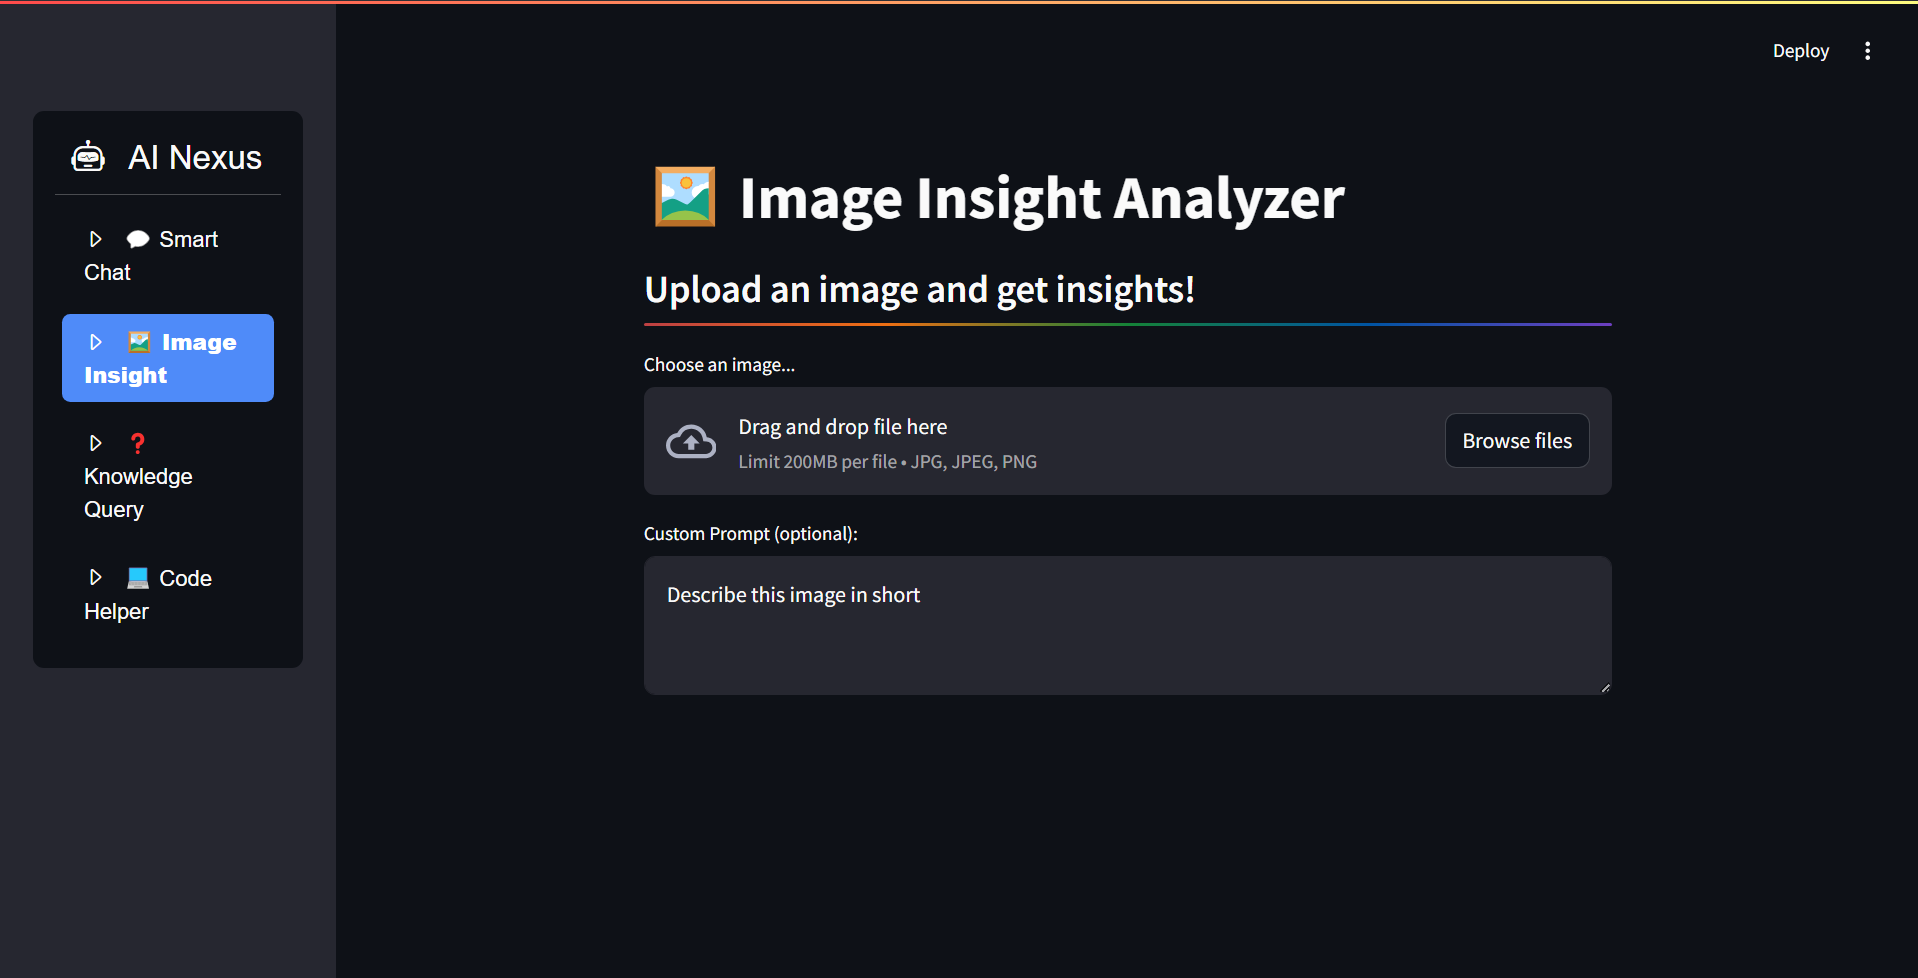 Deploy
AI Nexus
Smart
Chat
Image
Insight
Knowledge
Query
Code
Helper
Image Insight Analyzer
Upload an image and get insights!
Choose an image...
Drag and drop file here
Limit 200MB per file • JPG, JPEG, PNG
Browse files
Custom Prompt (optional):
Describe this image in short